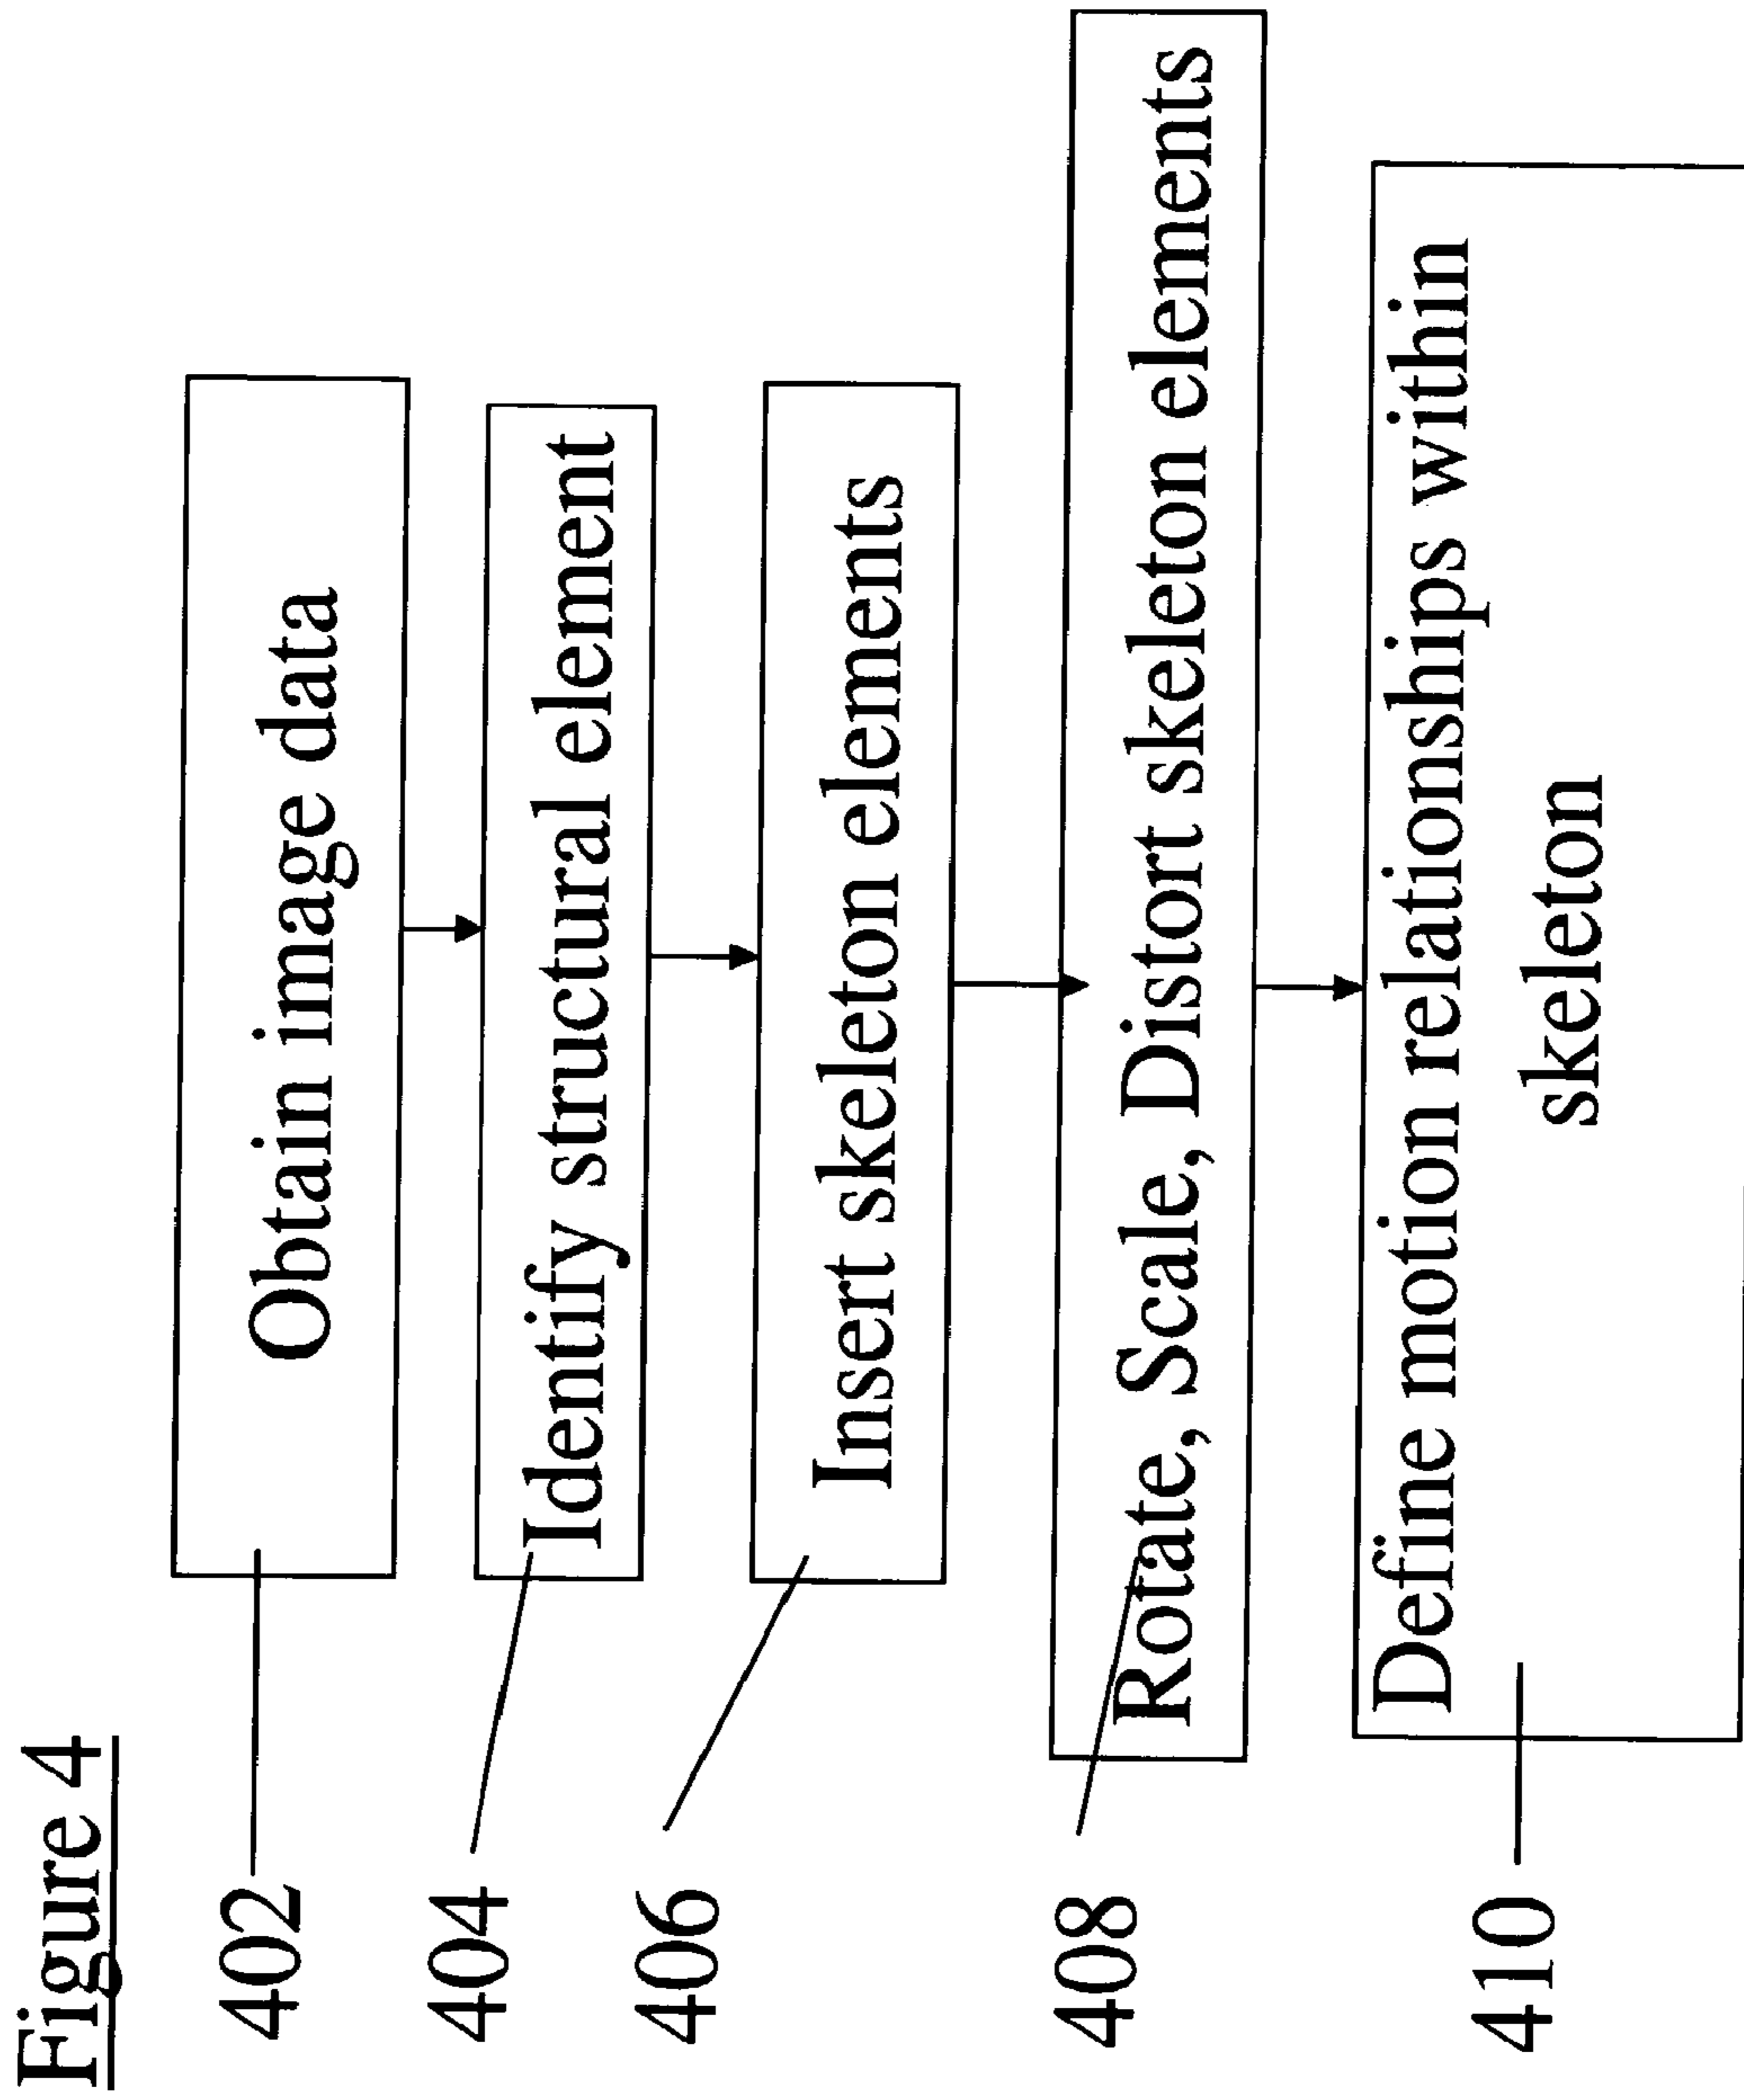 Figure 4
402
Obtain image data
404
Identify structural element
406
Insert skeleton elements
408
Rotate, Scale, Distort skeleton elements
410
Define motion relationships within
skeleton